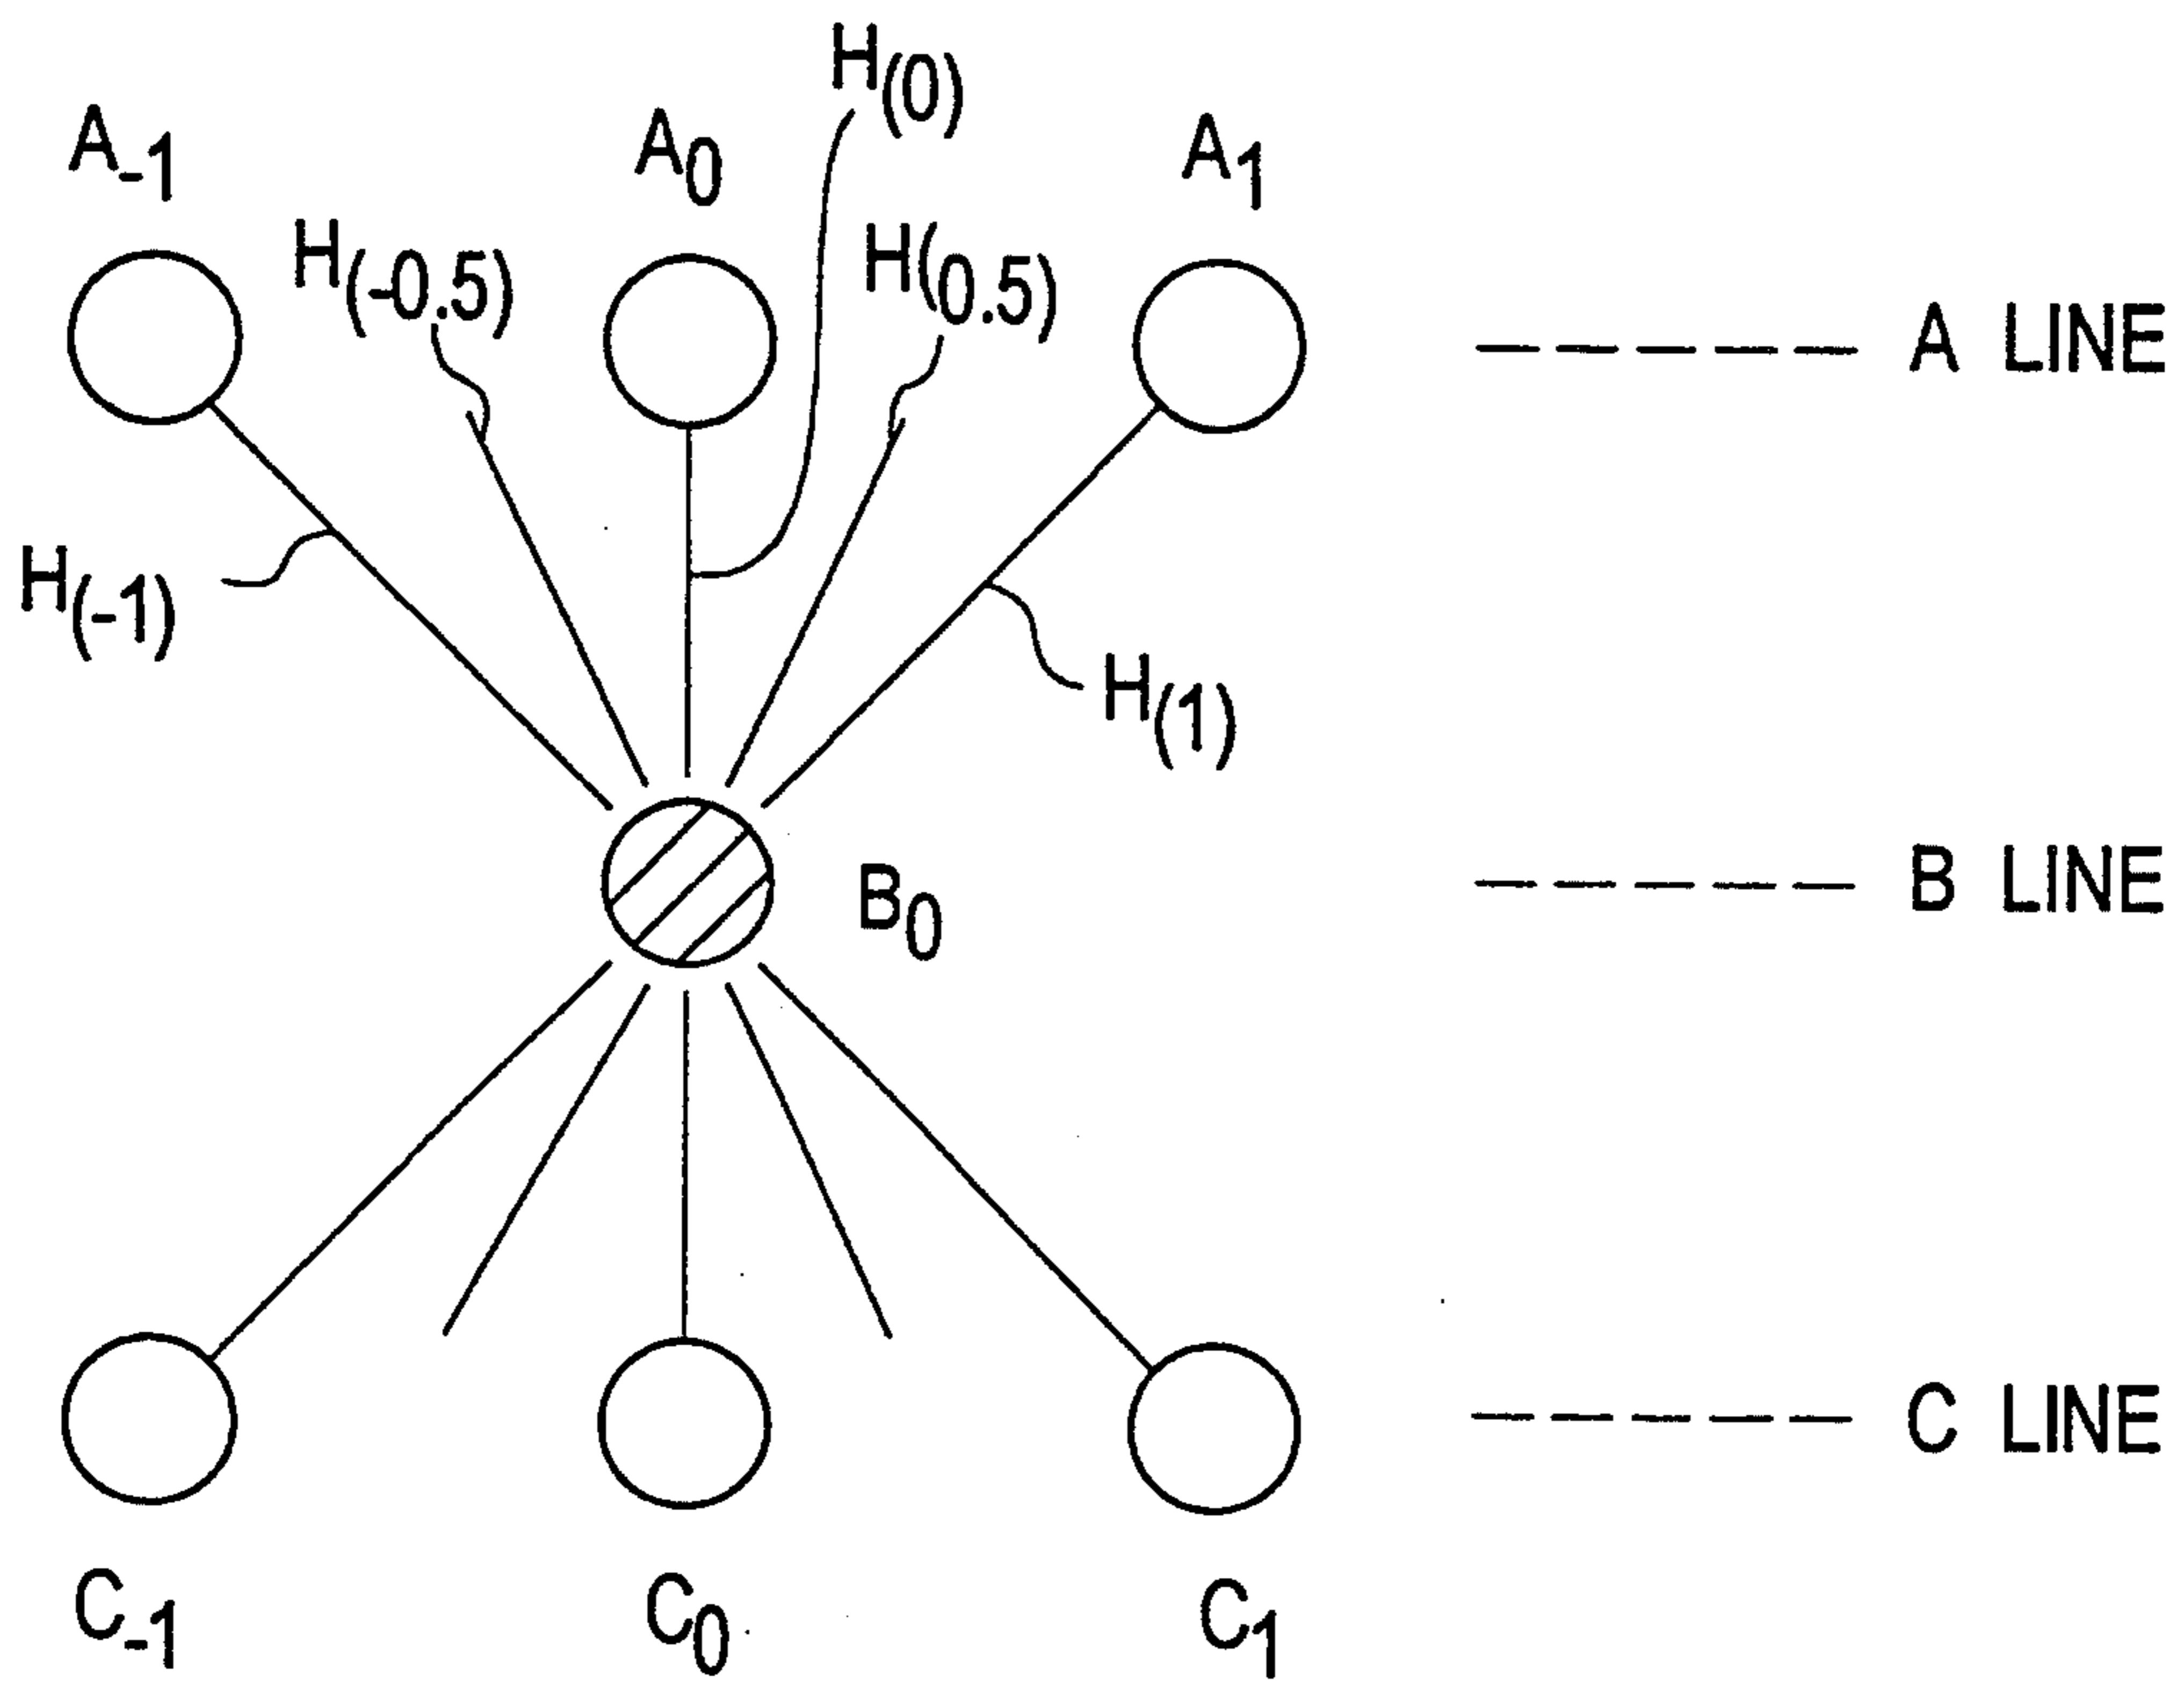 H(0)
A-1 A0 A1
H(-0.5) H(0.5)
A LINE
H(-1)
H(1)
B0 B LINE
C LINE
C-1 C0 C1